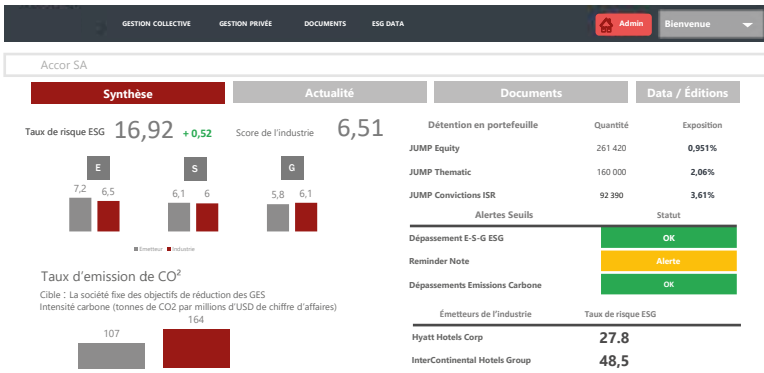 GESTION COLLECTIVE GESTION PRIVÉE DOCUMENTS ESG DATA Admin Bienvenue
Accor SA
Synthèse Actualité Documents Data / Éditions
Taux de risque ESG 16,92 + 0,52 Score de l'industrie 6,51
E S G
7,2 6,5 6,1 6 5,8 6,1
Emetteur Industrie
Taux d'emission de CO²
Cible : La société fixe des objectifs de réduction des GES
Intensité carbone (tonnes de CO2 par millions d'USD de chiffre d'affaires)
107 164
Détention en portefeuille Quantité Exposition
JUMP Equity 261 420 0,951%
JUMP Thematic 160 000 2,06%
JUMP Convictions ISR 92 390 3,61%
Alertes Seuils Statut
Dépassement E-S-G ESG OK
Reminder Note Alerte
Dépassements Emissions Carbone OK
Émetteurs de l'industrie Taux de risque ESG
Hyatt Hotels Corp 27.8
InterContinental Hotels Group 48,5